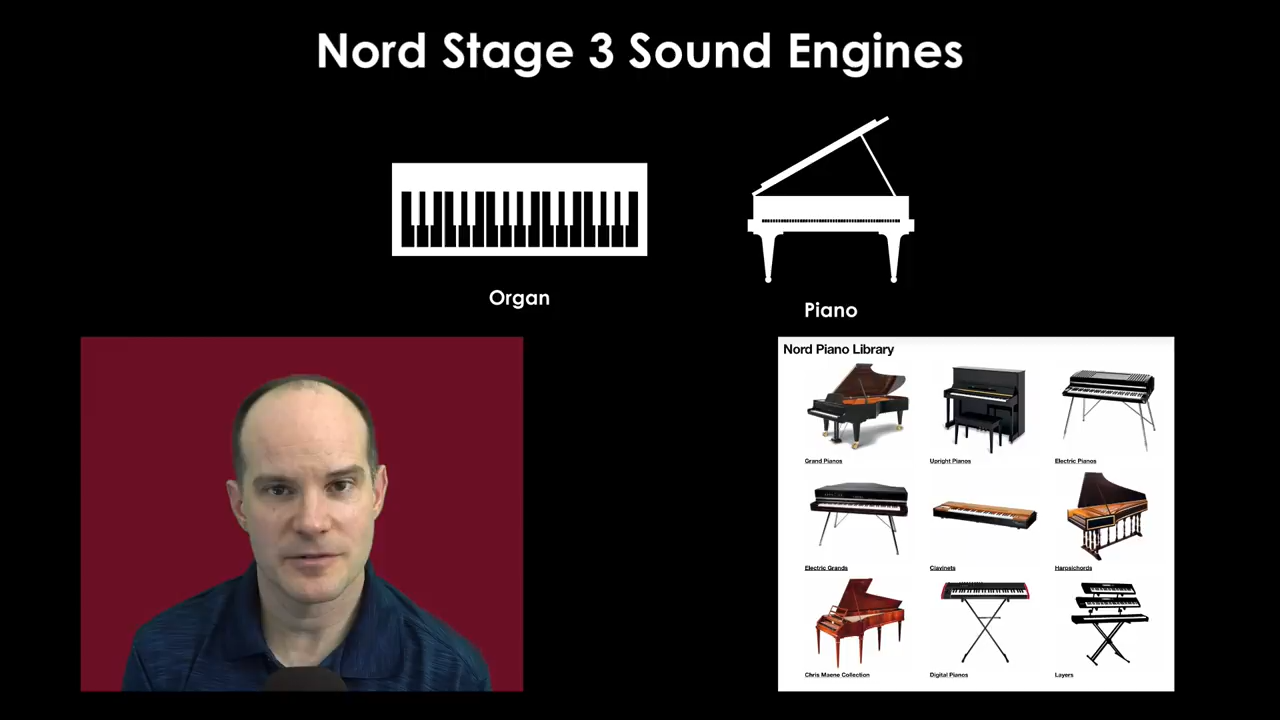 Nord Stage 3 Sound Engines
Organ
Piano
Nord Piano Library
Grand Pianos
Upright Pianos
Electric Pianos
Electric Grands
Clavinets
Harpsichords
Chris Maene Collection
Digital Pianos
Layers